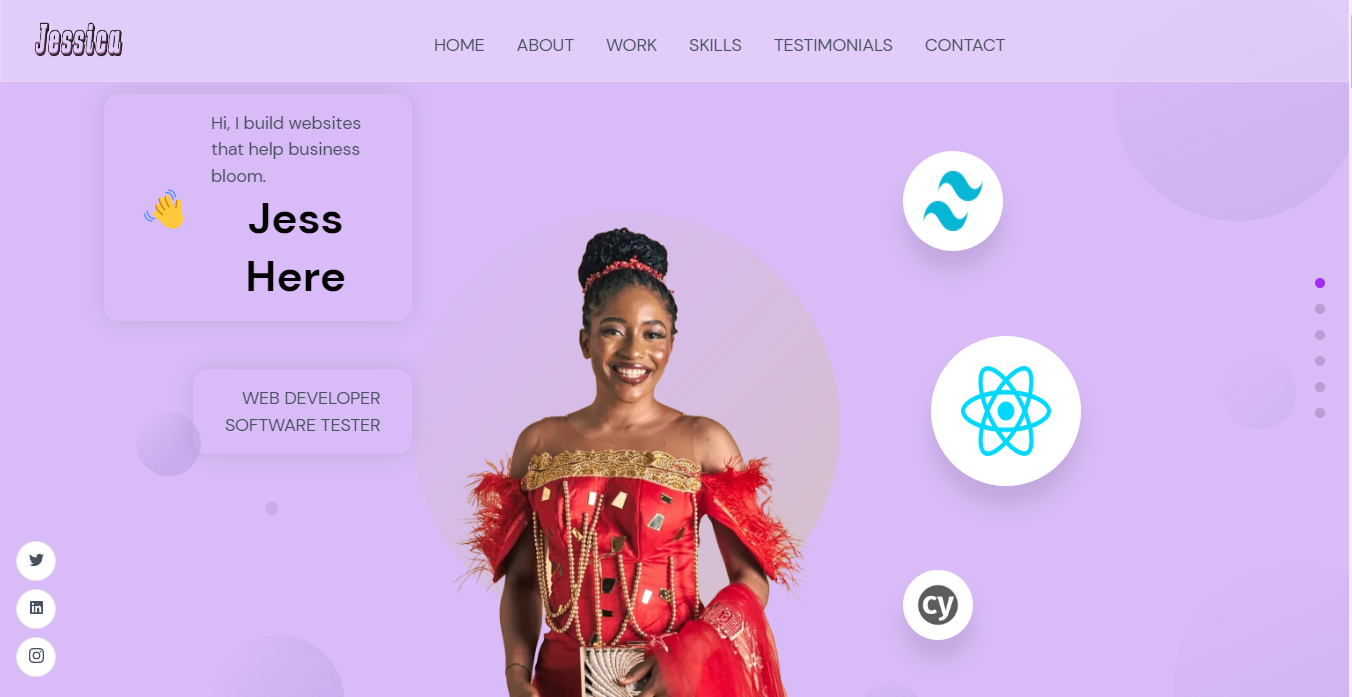 Jessica
HOME ABOUT WORK SKILLS TESTIMONIALS CONTACT
Hi, I build websites
that help business
bloom.
Jess
Here
WEB DEVELOPER
SOFTWARE TESTER
cy